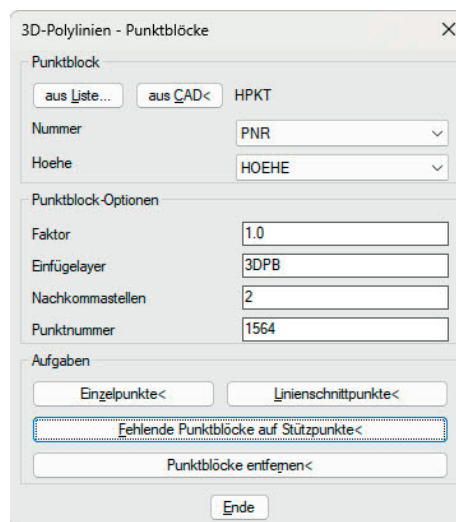 3D-Polylinien - Punktblöcke
Punktblock
aus Liste... aus CAD< HPKT
Nummer PNR
Hoehe HOEHE
Punktblock-Optionen
Faktor 1.0
Einfügelayer 3DPB
Nachkommastellen 2
Punktnummer 1564
Aufgaben
Einzelpunkte< Linienschnittpunkte<
Fehlende Punktblöcke auf Stützpunkte<
Punktblöcke entfernen<
Ende